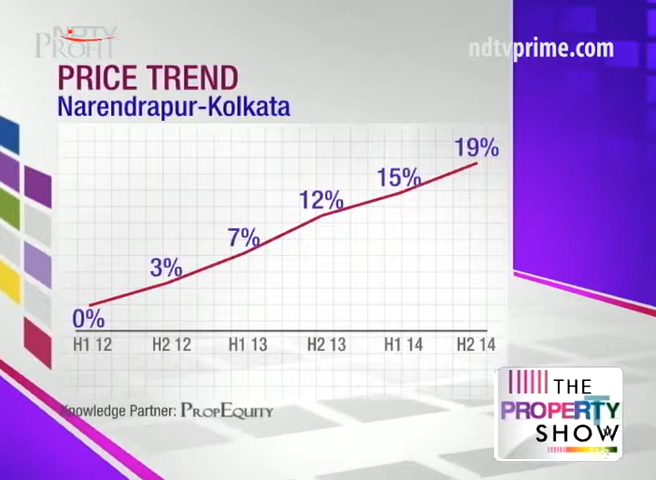 NDTV
PROFIT
ndtvprime.com
PRICE TREND
Narendrapur-Kolkata
19%
15%
12%
7%
3%
0%
H1 12 H2 12 H1 13 H2 13 H1 14 H2 14
Knowledge Partner: PROPEQUITY
THE
PROPERTY
SHOW